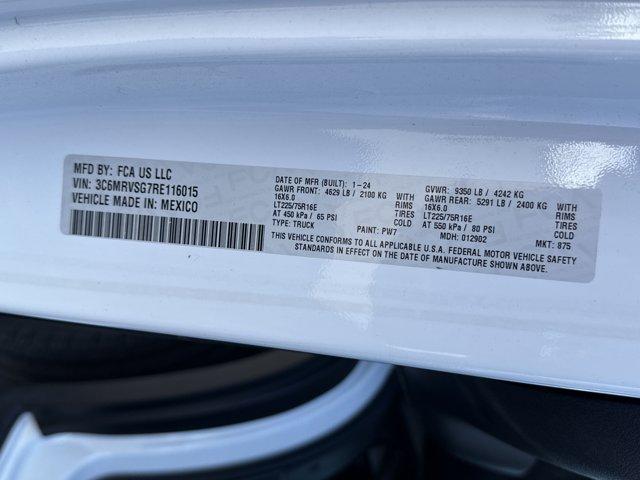 MFD BY: FCA US LLC
VIN: 3C6MRVSG7RE116015
VEHICLE MADE IN: MEXICO
DATE OF MFR (BUILT): 1-24
GAWR FRONT: 4629 LB / 2100 KG
16X6.0 WITH RIMS
LT225/75R16E TIRES
AT 450 kPa / 65 PSI COLD
TYPE: TRUCK PAINT: PW7
GVWR: 9350 LB / 4242 KG
GAWR REAR: 5291 LB / 2400 KG
16X6.0 WITH RIMS
LT225/75R16E TIRES
AT 550 kPa / 80 PSI COLD
MDH: 012902 MKT: 875
THIS VEHICLE CONFORMS TO ALL APPLICABLE U.S.A. FEDERAL MOTOR VEHICLE SAFETY
STANDARDS IN EFFECT ON THE DATE OF MANUFACTURE SHOWN ABOVE.